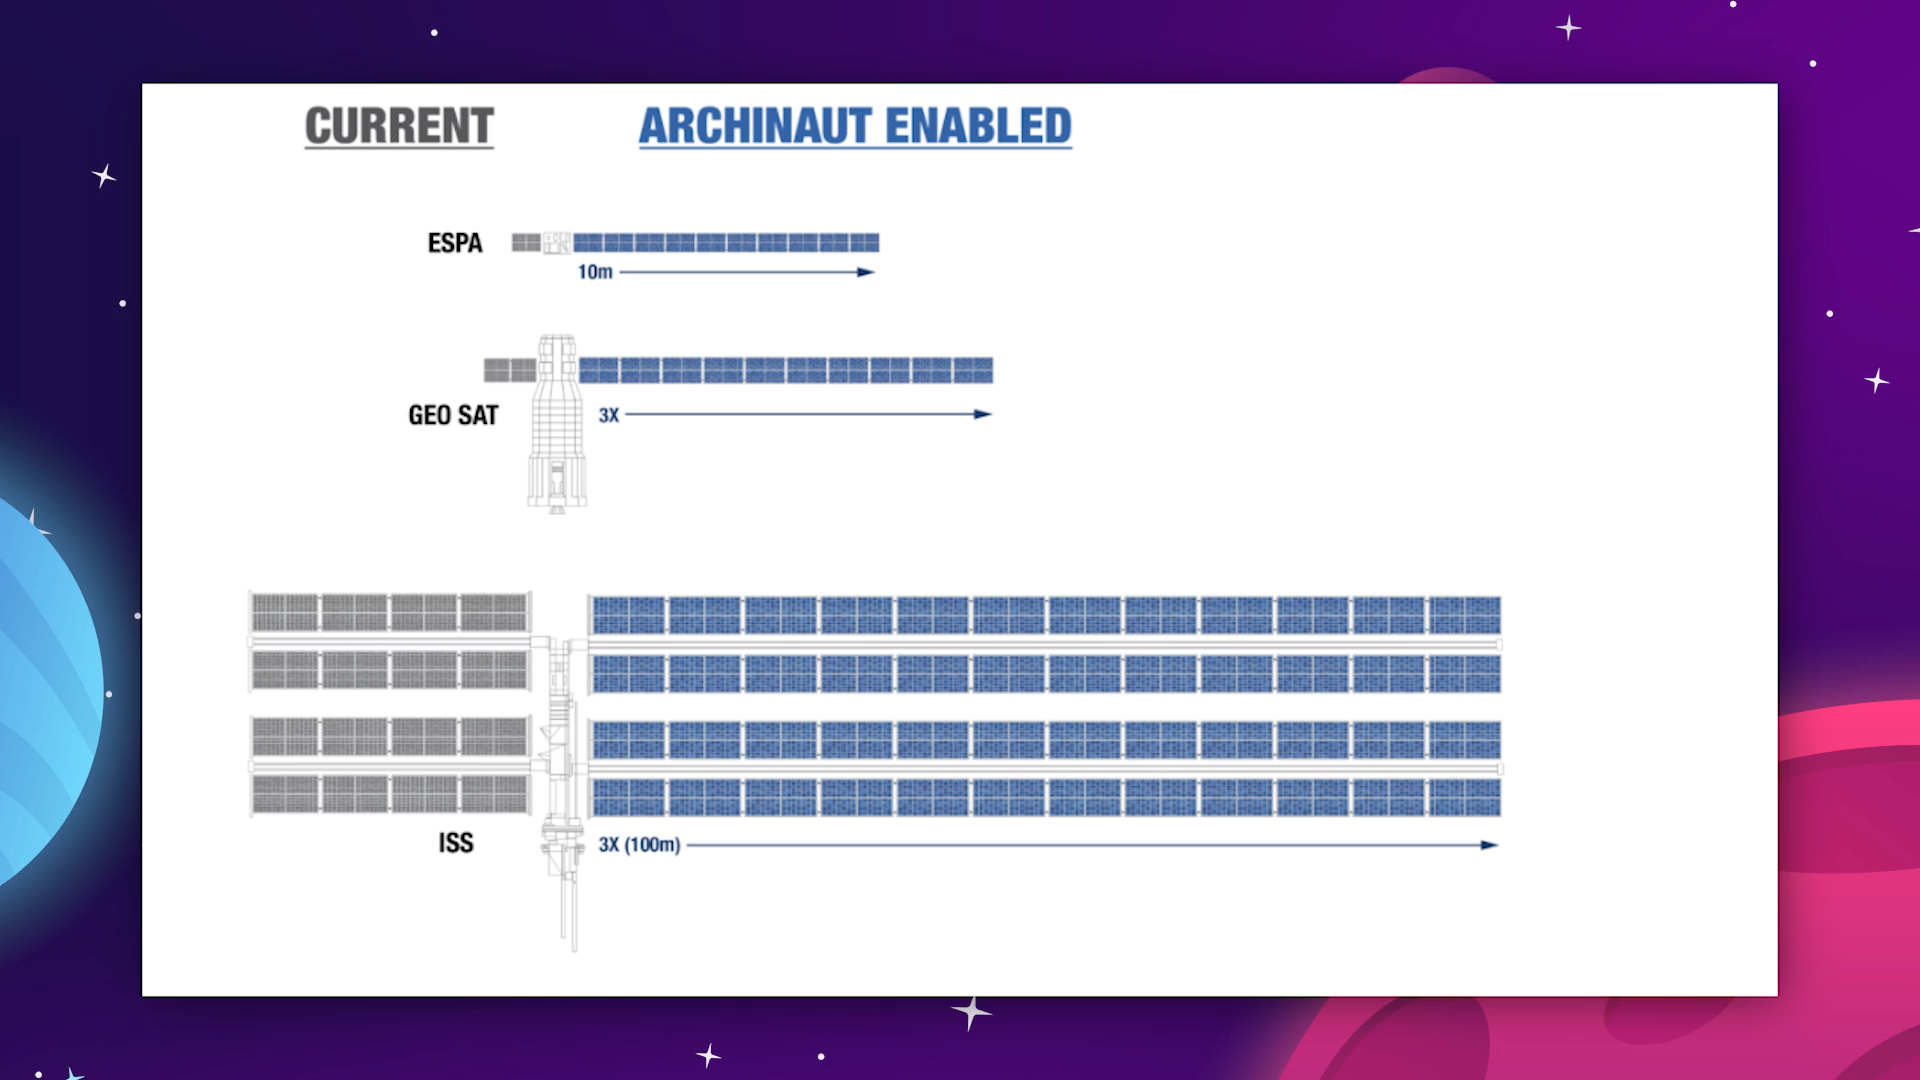 CURRENT
ARCHINAUT ENABLED
ESPA
10m
GEO SAT
3X
ISS
3X (100m)